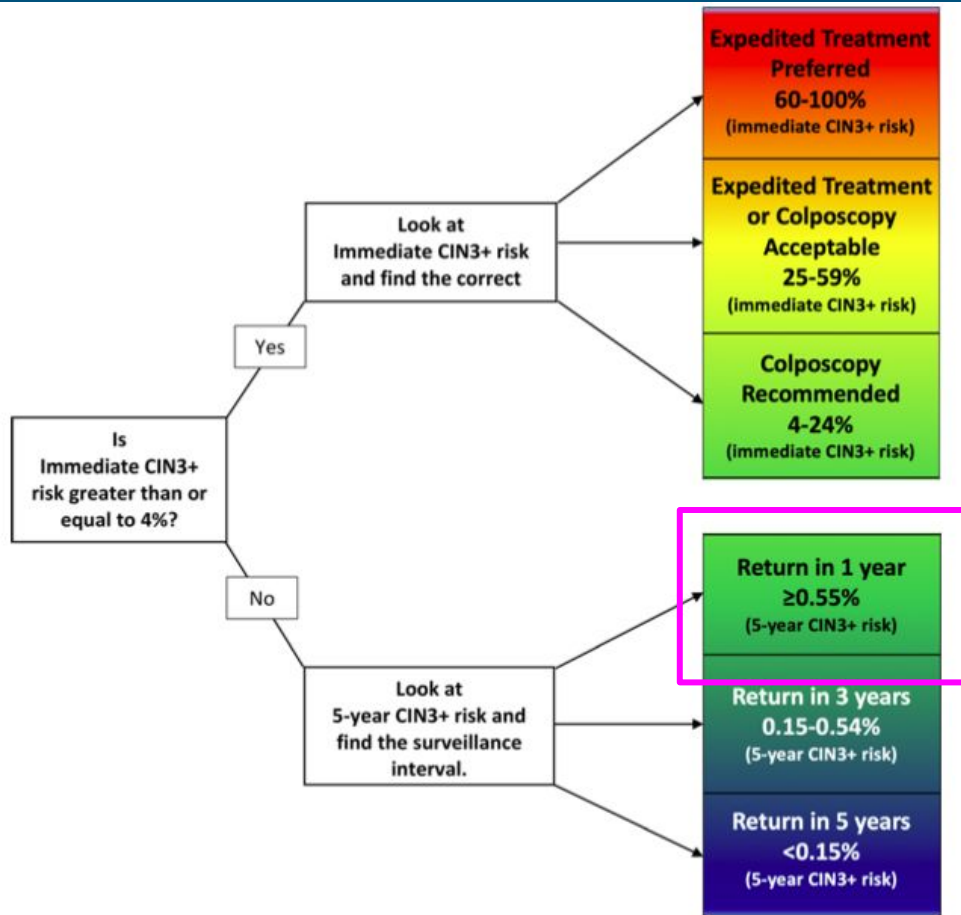 Expedited Treatment
Preferred
60-100%
(immediate CIN3+ risk)
Expedited Treatment
or Colposcopy
Acceptable
25-59%
(immediate CIN3+ risk)
Colposcopy
Recommended
4-24%
(immediate CIN3+ risk)
Look at
Immediate CIN3+ risk
and find the correct
Yes
Is
Immediate CIN3+
risk greater than or
equal to 4%?
No
Look at
5-year CIN3+ risk and
find the surveillance
interval.
Return in 1 year
≥0.55%
(5-year CIN3+ risk)
Return in 3 years
0.15-0.54%
(5-year CIN3+ risk)
Return in 5 years
<0.15%
(5-year CIN3+ risk)